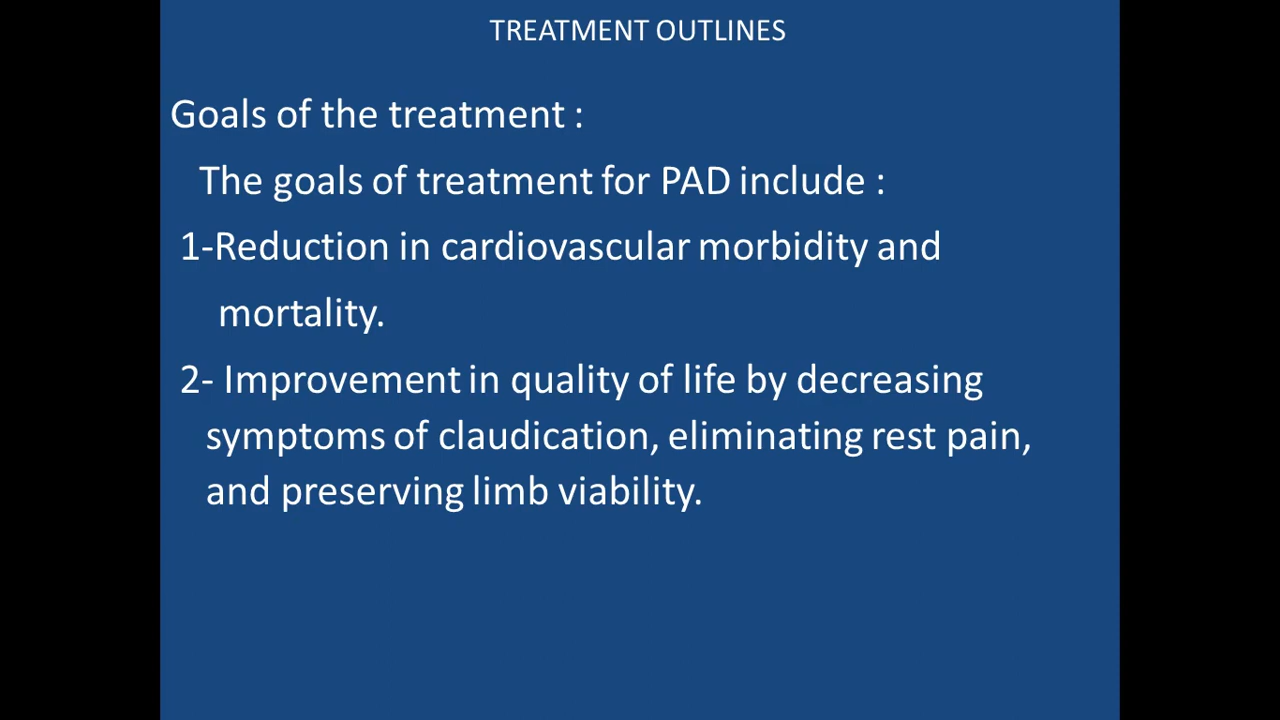 TREATMENT OUTLINES
Goals of the treatment :
The goals of treatment for PAD include :
1-Reduction in cardiovascular morbidity and
mortality.
2- Improvement in quality of life by decreasing
symptoms of claudication, eliminating rest pain,
and preserving limb viability.